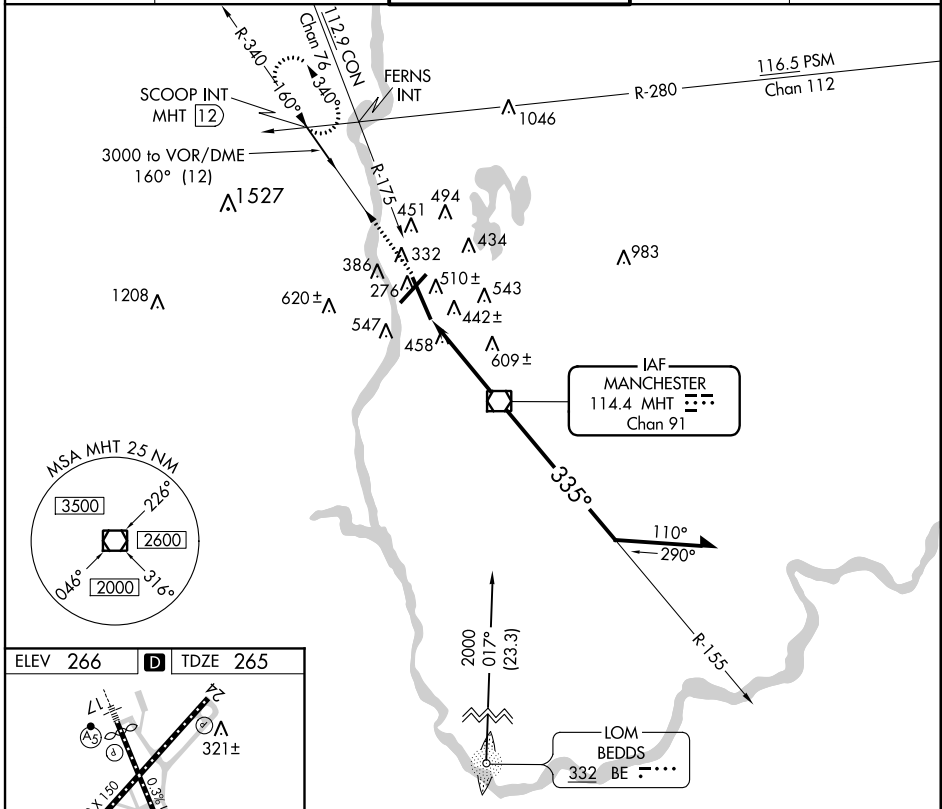 112.9 CON
Chan 76
R-340
160°
340°
FERNS
INT
SCOOP INT
MHT 12
116.5 PSM
Chan 112
R-280
1046
3000 to VOR/DME
160° (12)
R-175
1527
494
451
434
332
983
386
276
510±
543
1208
620±
442±
547
458
609±
IAF
MANCHESTER
114.4 MHT
Chan 91
MSA MHT 25 NM
3500
226°
2600
046°
2000
316°
335°
110°
290°
2000
017°
(23.3)
R-155
ELEV 266 D TDZE 265
17
24
A5
P
P
321±
X 150
0.3%
LOM
BEDDS
332 BE